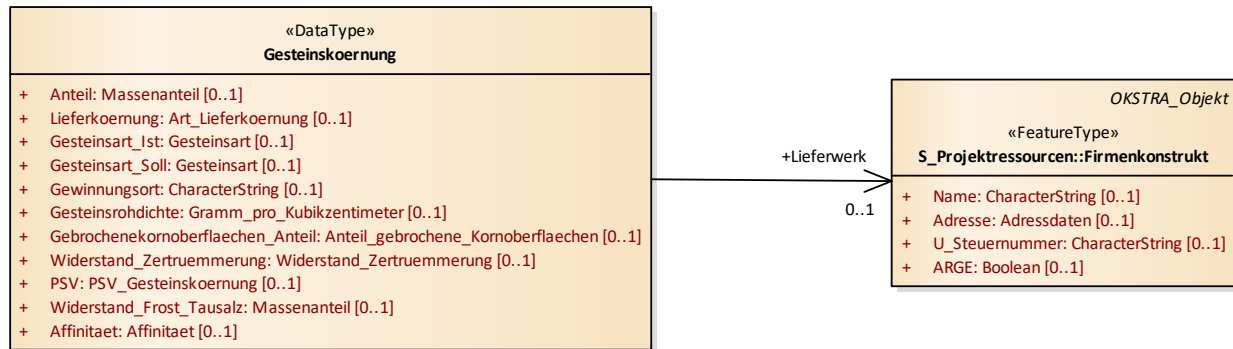 «DataType»
Gesteinskoernung
+ Anteil: Massenanteil [0..1]
+ Lieferkoernung: Art_Lieferkoernung [0..1]
+ Gesteinsart_Ist: Gesteinsart [0..1]
+ Gesteinsart_Soll: Gesteinsart [0..1]
+ Gewinnungsort: CharacterString [0..1]
+ Gesteinsrohdichte: Gramm_pro_Kubikzentimeter [0..1]
+ Gebrochenekornoberflaechen_Anteil: Anteil_gebrochene_Kornoberflaechen [0..1]
+ Widerstand_Zertruemmerung: Widerstand_Zertruemmerung [0..1]
+ PSV: PSV_Gesteinskoernung [0..1]
+ Widerstand_Frost_Tausalz: Massenanteil [0..1]
+ Affinitaet: Affinitaet [0..1]
+Lieferwerk
0..1
OKSTRA_Objekt
«FeatureType»
S_Projektressourcen::Firmenkonstrukt
+ Name: CharacterString [0..1]
+ Adresse: Adressdaten [0..1]
+ U_Steuernummer: CharacterString [0..1]
+ ARGE: Boolean [0..1]